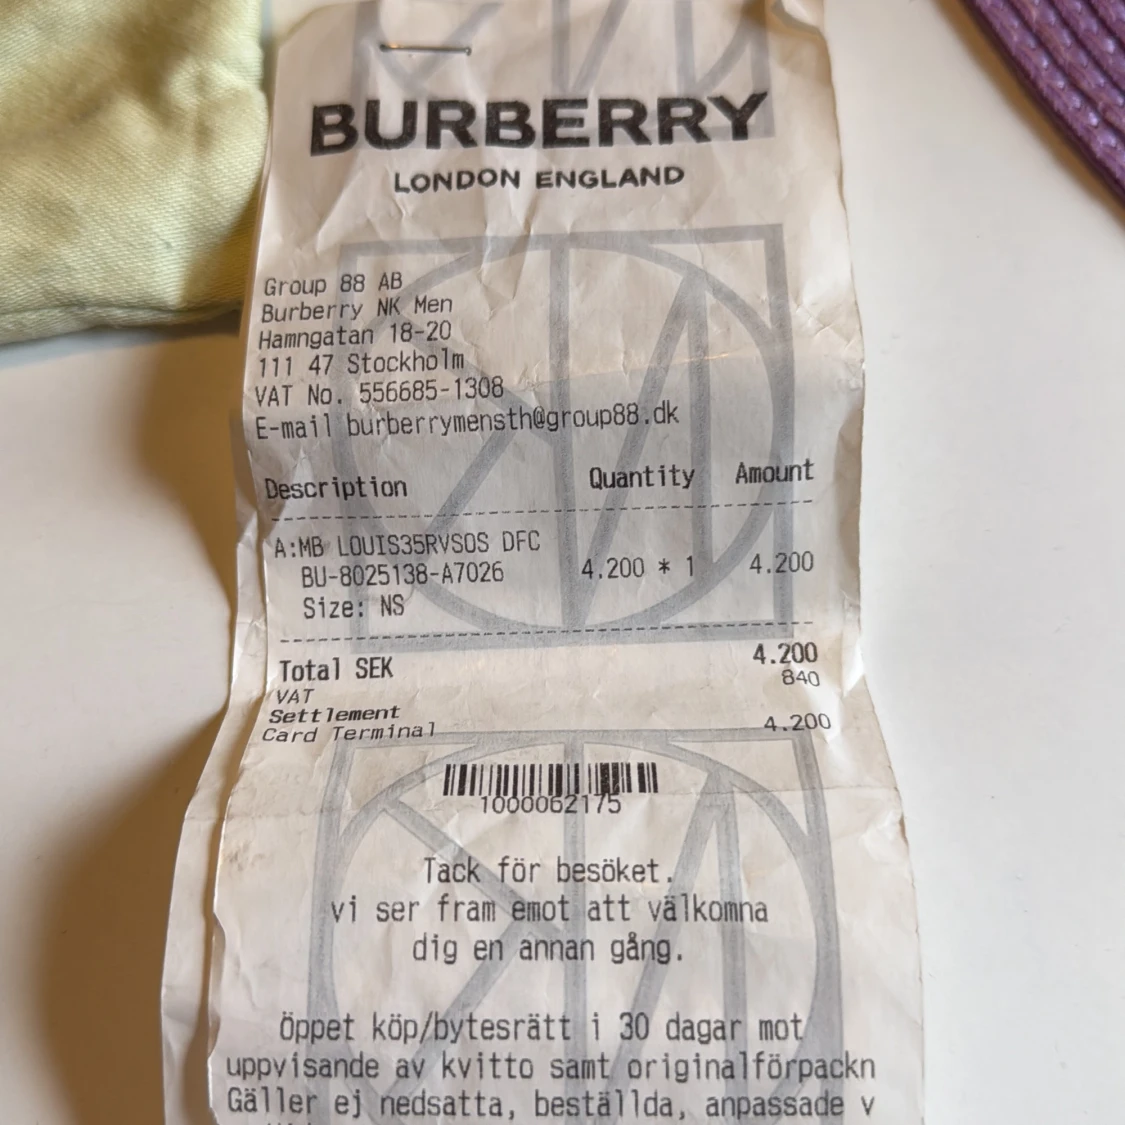 BURBERRY
LONDON ENGLAND
Group 88 AB
Burberry NK Men
Hamngatan 18-20
111 47 Stockholm
VAT No. 556685-1308
E-mail burberrymensth@group88.dk
Description Quantity Amount
A:MB LOUIS35RVSOS DFC
BU-8025138-A7026 4.200 * 1 4.200
Size: NS
Total SEK 4.200
VAT 840
Settlement
Card Terminal 4.200
1000062175
Tack för besöket.
vi ser fram emot att välkomna
dig en annan gång.
Öppet köp/bytesrätt i 30 dagar mot
uppvisande av kvitto samt originalförpackn
Gäller ej nedsatta, beställda, anpassade v